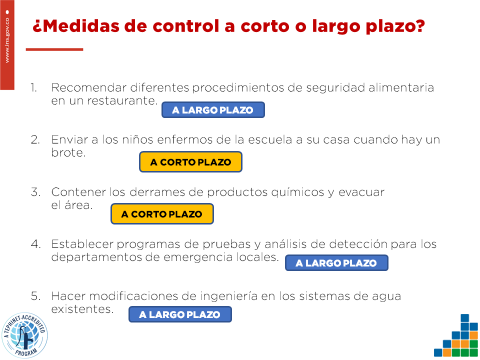 www.ins.gov.co
¿Medidas de control a corto o largo plazo?
1. Recomendar diferentes procedimientos de seguridad alimentaria
en un restaurante.
A LARGO PLAZO
2. Enviar a los niños enfermos de la escuela a su casa cuando hay un
brote.
A CORTO PLAZO
3. Contener los derrames de productos químicos y evacuar
el área.
A CORTO PLAZO
4. Establecer programas de pruebas y análisis de detección para los
departamentos de emergencia locales.
A LARGO PLAZO
5. Hacer modificaciones de ingeniería en los sistemas de agua
existentes.
A LARGO PLAZO
A TEPHINET ACCREDITED
PROGRAM